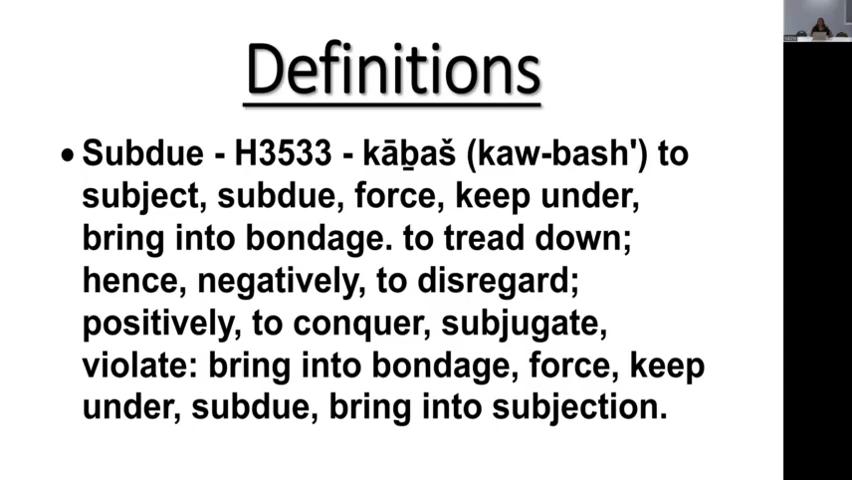 Definitions
• Subdue - H3533 - kāḇaš (kaw-bash') to
subject, subdue, force, keep under,
bring into bondage. to tread down;
hence, negatively, to disregard;
positively, to conquer, subjugate,
violate: bring into bondage, force, keep
under, subdue, bring into subjection.